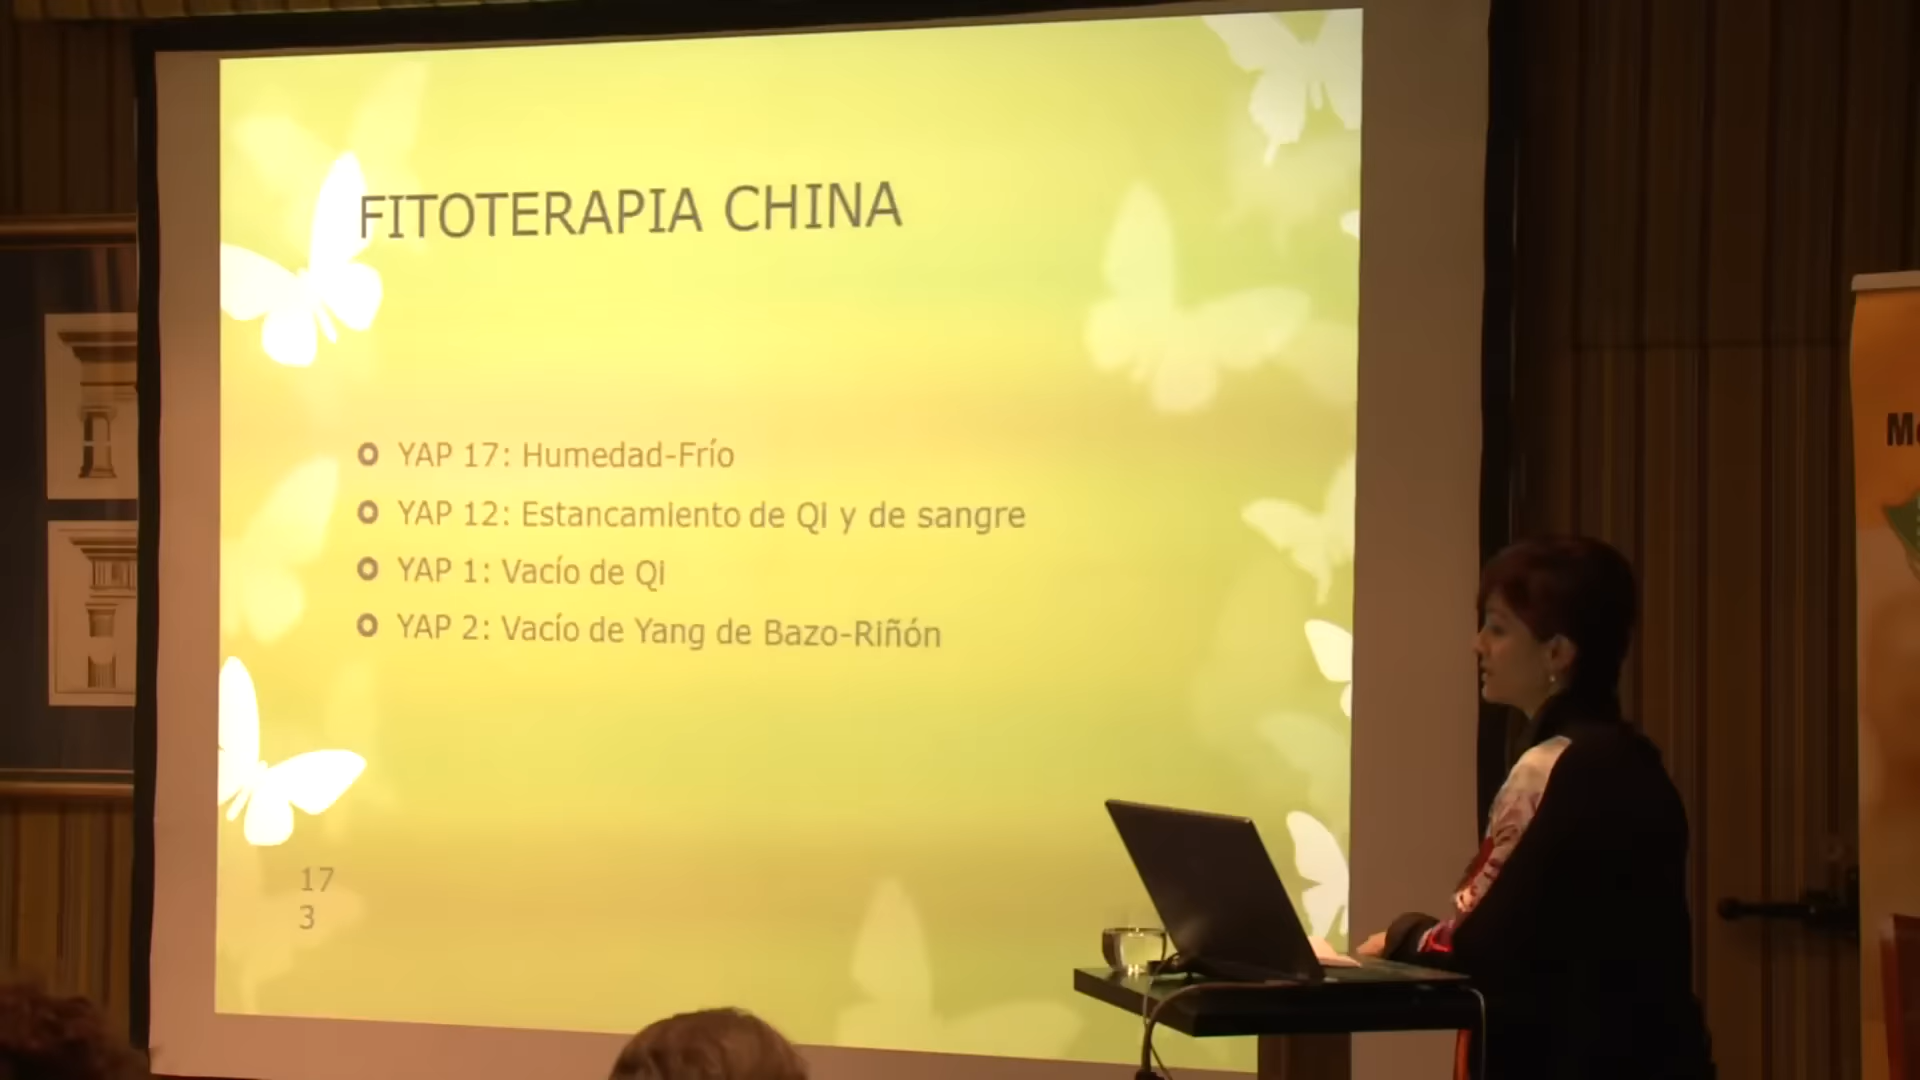 FITOTERAPIA CHINA
YAP 17: Humedad-Frío
YAP 12: Estancamiento de Qi y de sangre
YAP 1: Vacío de Qi
YAP 2: Vacío de Yang de Bazo-Riñón
17
3